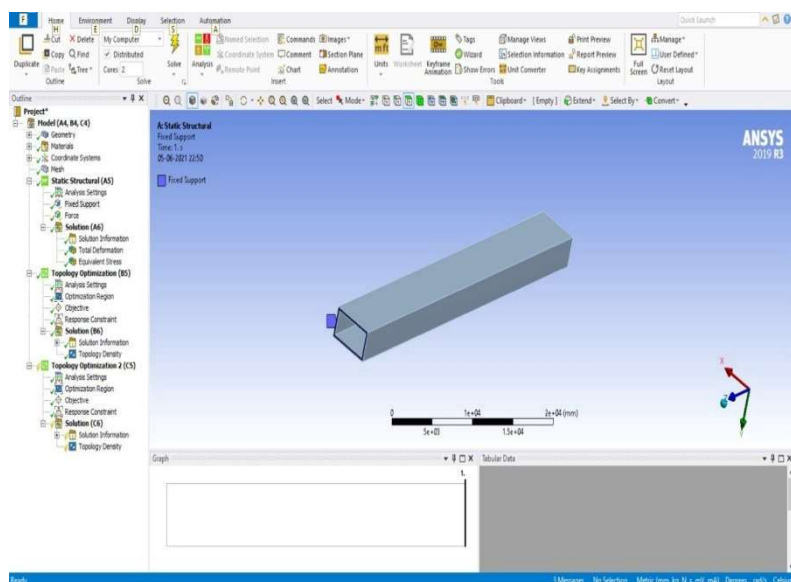 F Home Environment Display Selection Automation Quick Launch
H E D S A
Duplicate Cut Delete My Computer Solve Analysis Named Selection Commands Images Units Worksheet Keyframe Animation Tags Manage Views Print Preview Full Screen Manage
Copy Find Distributed Coordinate System Comment Section Plane Wizard Selection Information Report Preview User Defined
Paste Tree Cores 2 Remote Point Chart Annotation Show Errors Unit Converter Key Assignments Reset Layout
Outline Solve Insert Tools Layout
Outline Select Mode Clipboard [Empty] Extend Select By Convert
Project*
Model (A4, B4, C4)
Geometry
Materials
Coordinate Systems
Mesh
Static Structural (A5)
Analysis Settings
Fixed Support
Force
Solution (A6)
Solution Information
Total Deformation
Equivalent Stress
Topology Optimization (B5)
Analysis Settings
Optimization Region
Objective
Response Constraint
Solution (B6)
Solution Information
Topology Density
Topology Optimization 2 (C5)
Analysis Settings
Optimization Region
Objective
Response Constraint
Solution (C6)
Solution Information
Topology Density
A: Static Structural
Fixed Support
Time: 1. s
05-06-2021 22:50
Fixed Support
ANSYS
2019 R3
X
Y
0 1e+04 2e+04 (mm)
5e+03 1.5e+04
Graph
1.
Tabular Data
Ready 3 Messages No Selection Metric (mm, kg, N, s, mV, mA) Degrees rad/s Celsius